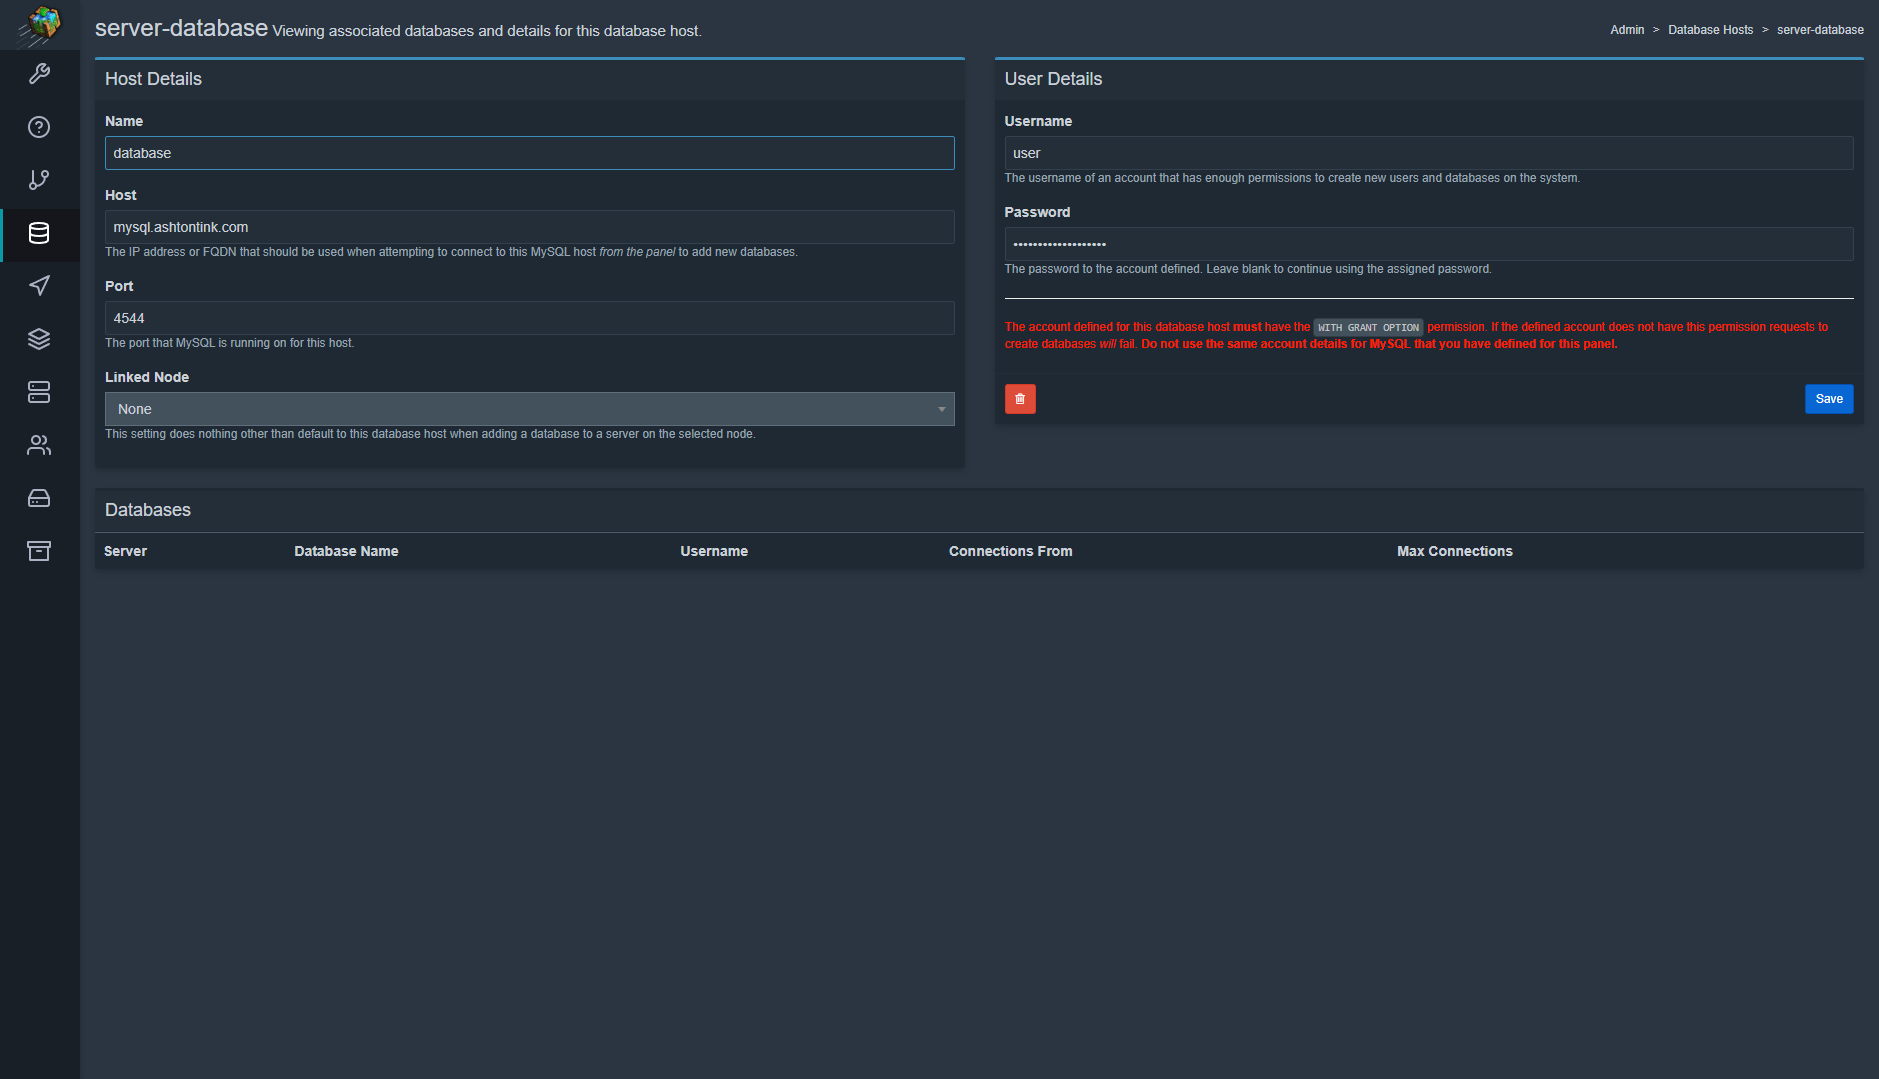 server-database Viewing associated databases and details for this database host.
Admin > Database Hosts > server-database
Host Details
Name
database
Host
mysql.ashtontink.com
The IP address or FQDN that should be used when attempting to connect to this MySQL host from the panel to add new databases.
Port
4544
The port that MySQL is running on for this host.
Linked Node
None
This setting does nothing other than default to this database host when adding a database to a server on the selected node.
User Details
Username
user
The username of an account that has enough permissions to create new users and databases on the system.
Password
•••••••••••••••••••
The password to the account defined. Leave blank to continue using the assigned password.
The account defined for this database host must have the WITH GRANT OPTION permission. If the defined account does not have this permission requests to
create databases will fail. Do not use the same account details for MySQL that you have defined for this panel.
Save
Databases
Server Database Name Username Connections From Max Connections